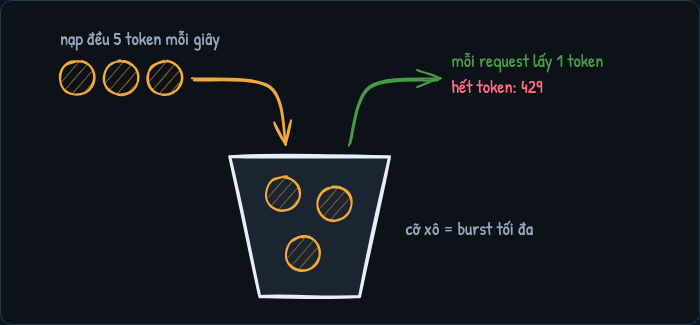 nạp đều 5 token mỗi giây
mỗi request lấy 1 token
hết token: 429
cỡ xô = burst tối đa